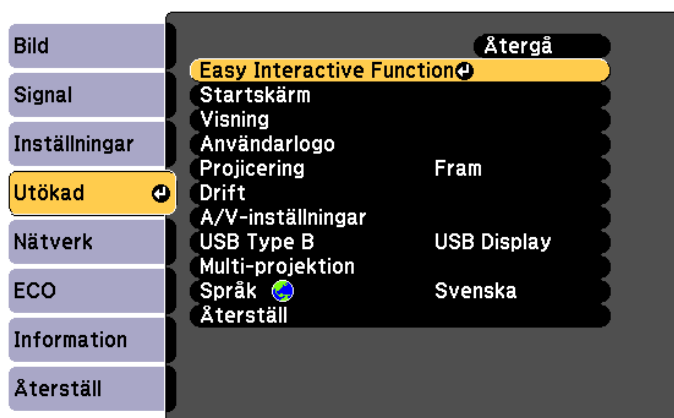 Bild
Signal
Inställningar
Utökad
Nätverk
ECO
Information
Återställ
Återgå
Easy Interactive Function
Startskärm
Visning
Användarlogo
Projicering Fram
Drift
A/V-inställningar
USB Type B USB Display
Multi-projektion
Språk Svenska
Återställ